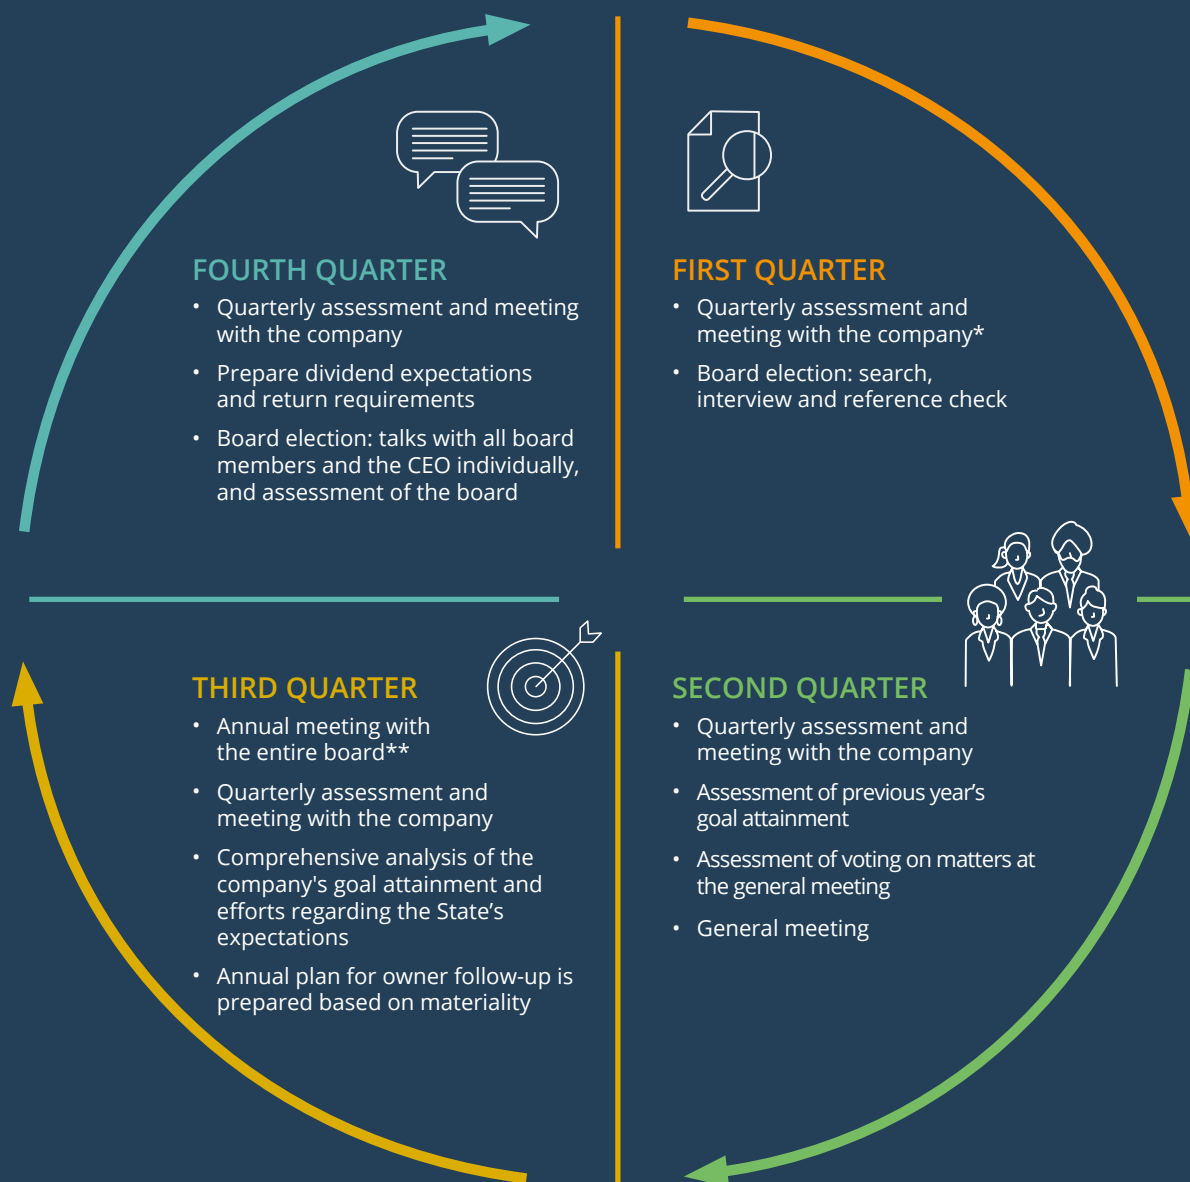 FOURTH QUARTER
• Quarterly assessment and meeting
with the company
• Prepare dividend expectations
and return requirements
• Board election: talks with all board
members and the CEO individually,
and assessment of the board
FIRST QUARTER
• Quarterly assessment and
meeting with the company*
• Board election: search,
interview and reference check
THIRD QUARTER
• Annual meeting with
the entire board**
• Quarterly assessment and
meeting with the company
• Comprehensive analysis of the
company's goal attainment and
efforts regarding the State’s
expectations
• Annual plan for owner follow-up is
prepared based on materiality
SECOND QUARTER
• Quarterly assessment and
meeting with the company
• Assessment of previous year’s
goal attainment
• Assessment of voting on matters at
the general meeting
• General meeting